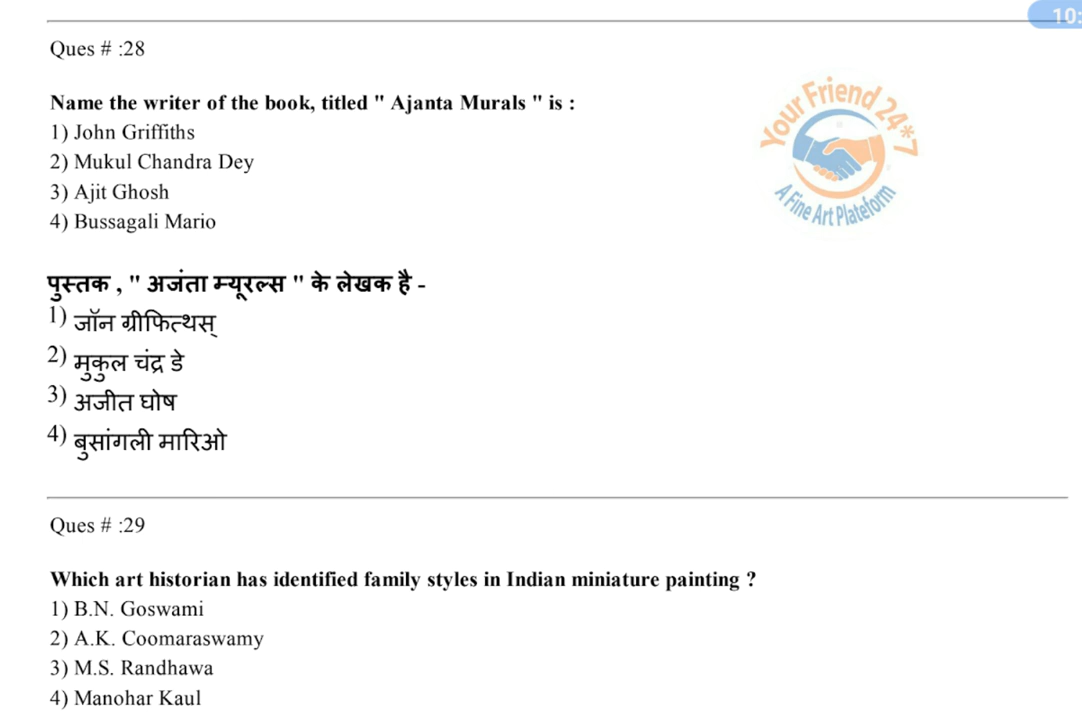 10:
Ques # :28
Name the writer of the book, titled " Ajanta Murals " is :
1) John Griffiths
2) Mukul Chandra Dey
3) Ajit Ghosh
4) Bussagali Mario
Your Friend 24*7
A Fine Art Plateform
पुस्तक , " अजंता म्यूरल्स " के लेखक है -
1) जॉन ग्रीफित्थस्
2) मुकुल चंद्र डे
3) अजीत घोष
4) बुसांगली मारिओ
Ques # :29
Which art historian has identified family styles in Indian miniature painting ?
1) B.N. Goswami
2) A.K. Coomaraswamy
3) M.S. Randhawa
4) Manohar Kaul